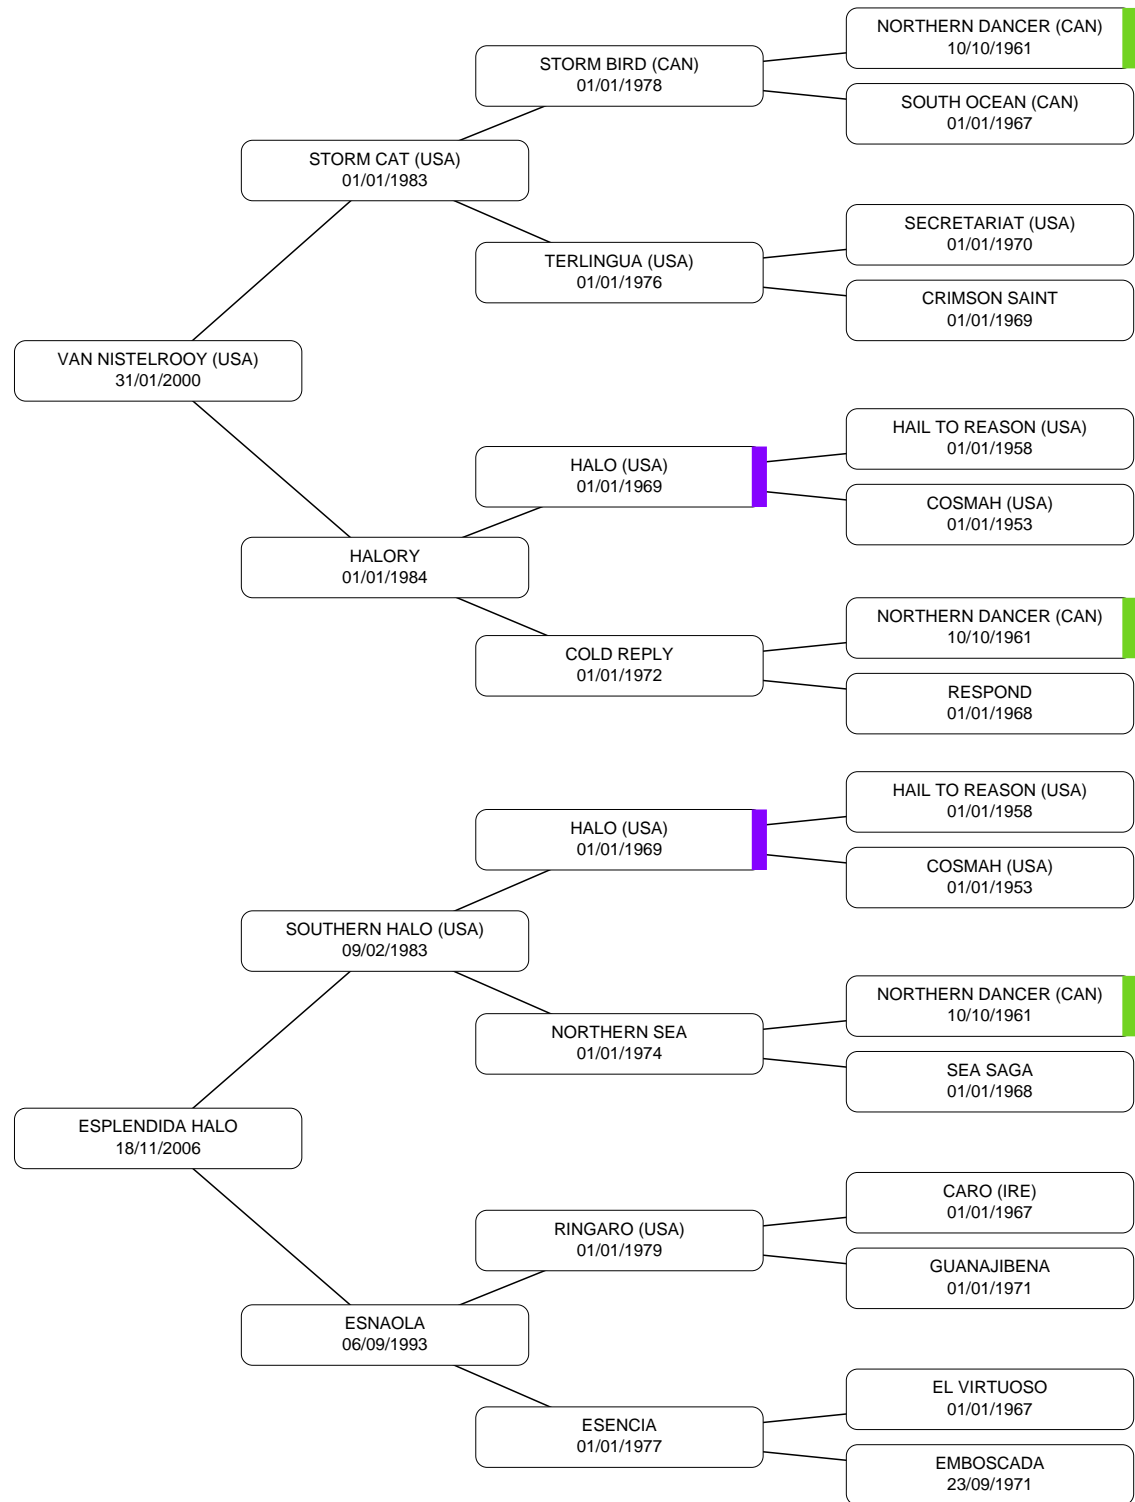 NORTHERN DANCER (CAN)
10/10/1961
STORM BIRD (CAN)
01/01/1978
SOUTH OCEAN (CAN)
01/01/1967
STORM CAT (USA)
01/01/1983
SECRETARIAT (USA)
01/01/1970
TERLINGUA (USA)
01/01/1976
CRIMSON SAINT
01/01/1969
VAN NISTELROOY (USA)
31/01/2000
HAIL TO REASON (USA)
01/01/1958
HALO (USA)
01/01/1969
COSMAH (USA)
01/01/1953
HALORY
01/01/1984
NORTHERN DANCER (CAN)
10/10/1961
COLD REPLY
01/01/1972
RESPOND
01/01/1968
HAIL TO REASON (USA)
01/01/1958
HALO (USA)
01/01/1969
COSMAH (USA)
01/01/1953
SOUTHERN HALO (USA)
09/02/1983
NORTHERN DANCER (CAN)
10/10/1961
NORTHERN SEA
01/01/1974
SEA SAGA
01/01/1968
ESPLENDIDA HALO
18/11/2006
CARO (IRE)
01/01/1967
RINGARO (USA)
01/01/1979
GUANAJIBENA
01/01/1971
ESNAOLA
06/09/1993
EL VIRTUOSO
01/01/1967
ESENCIA
01/01/1977
EMBOSCADA
23/09/1971